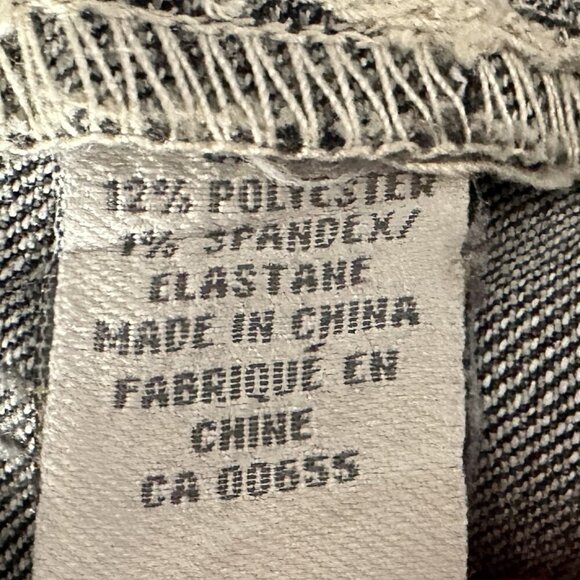 12% POLYESTER
1% SPANDEX/
ELASTANE
MADE IN CHINA
FABRIQUÉ EN
CHINE
CA 00655